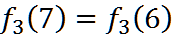 f₃(7) = f₃(6)